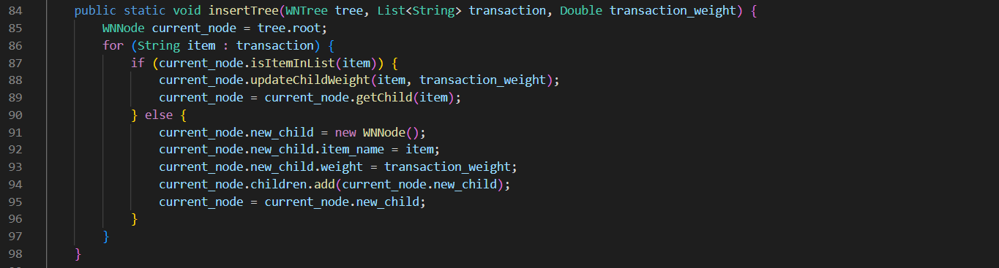 84 public static void insertTree(WNTree tree, List<String> transaction, Double transaction_weight) {
85 WNNode current_node = tree.root;
86 for (String item : transaction) {
87 if (current_node.isItemInList(item)) {
88 current_node.updateChildWeight(item, transaction_weight);
89 current_node = current_node.getChild(item);
90 } else {
91 current_node.new_child = new WNNode();
92 current_node.new_child.item_name = item;
93 current_node.new_child.weight = transaction_weight;
94 current_node.children.add(current_node.new_child);
95 current_node = current_node.new_child;
96 }
97 }
98 }